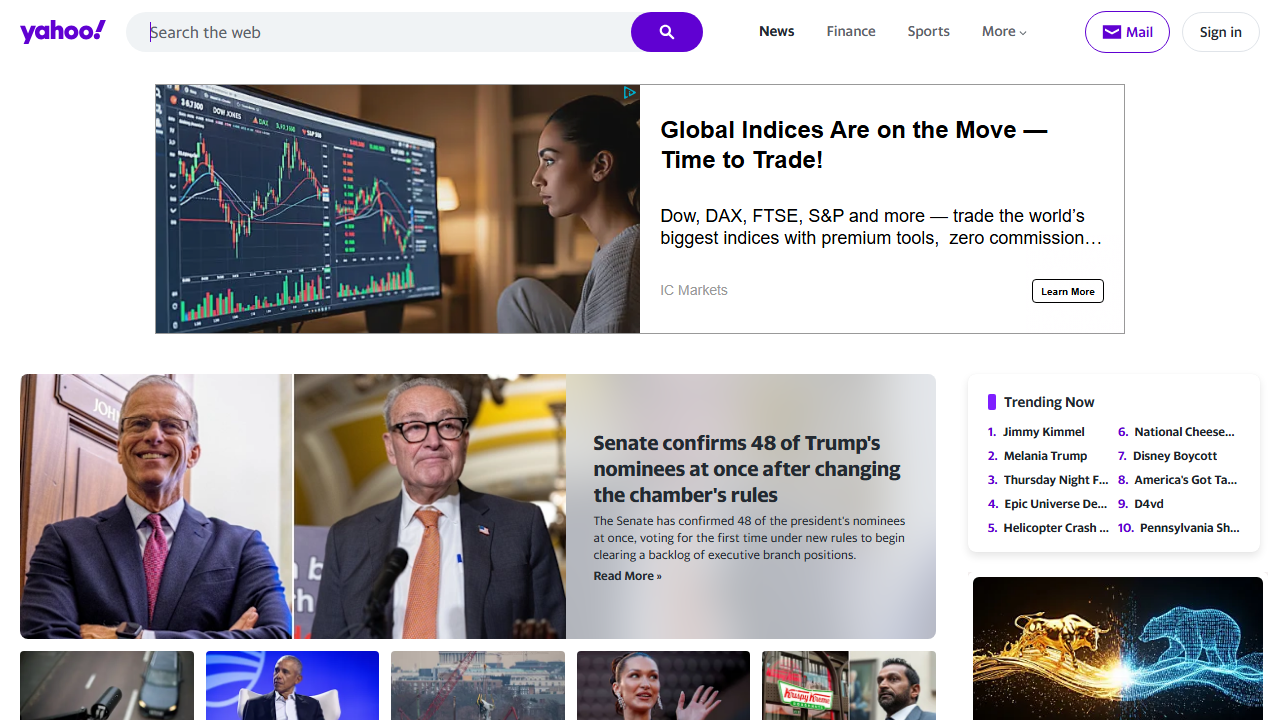 yahoo!
Search the web
News
Finance
Sports
More
Mail
Sign in
DOW JONES
DAX
Global Indices Are on the Move —
Time to Trade!
Dow, DAX, FTSE, S&P and more — trade the world's
biggest indices with premium tools,  zero commission…
IC Markets
Learn More
JOH
Senate confirms 48 of Trump's
nominees at once after changing
the chamber's rules
The Senate has confirmed 48 of the president's nominees
at once, voting for the first time under new rules to begin
clearing a backlog of executive branch positions.
Read More »
Trending Now
1. Jimmy Kimmel
2. Melania Trump
3. Thursday Night F...
4. Epic Universe De...
5. Helicopter Crash ...
6. National Cheese...
7. Disney Boycott
8. America's Got Ta...
9. D4vd
10. Pennsylvania Sh...
Krispy Kreme